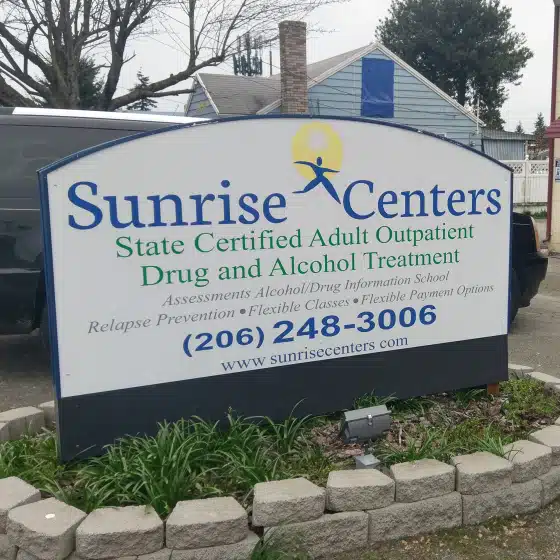 Sunrise Centers
State Certified Adult Outpatient
Drug and Alcohol Treatment
Assessments Alcohol/Drug Information School
Relapse Prevention • Flexible Classes • Flexible Payment Options
(206) 248-3006
www sunrisecenters com